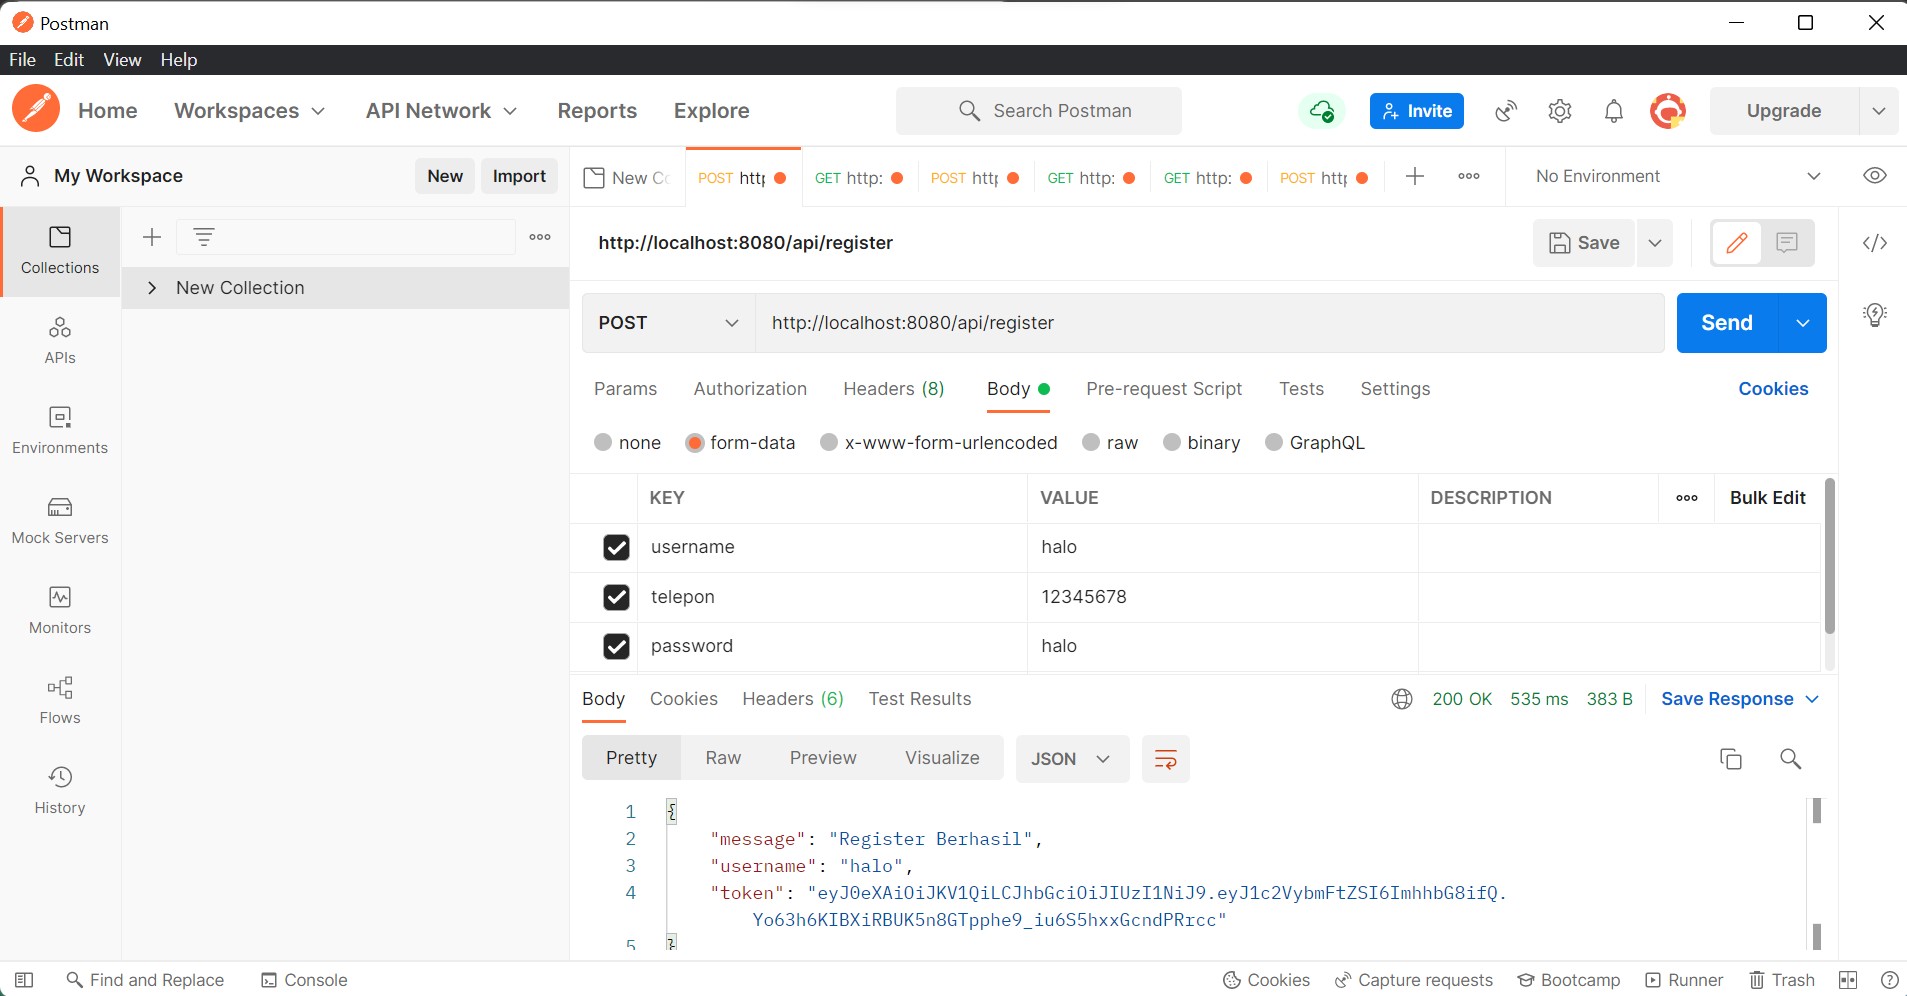 Postman
File Edit View Help
Home Workspaces API Network Reports Explore Search Postman Invite Upgrade
My Workspace New Import
New Co POST http GET http: POST http GET http: GET http: POST http No Environment
Collections
APIs
Environments
Mock Servers
Monitors
Flows
History
New Collection
http://localhost:8080/api/register Save
POST http://localhost:8080/api/register Send
Params Authorization Headers (8) Body Pre-request Script Tests Settings Cookies
none form-data x-www-form-urlencoded raw binary GraphQL
KEY VALUE DESCRIPTION Bulk Edit
username halo
telepon 12345678
password halo
Body Cookies Headers (6) Test Results 200 OK 535 ms 383 B Save Response
Pretty Raw Preview Visualize JSON
1 {
2 "message": "Register Berhasil",
3 "username": "halo",
4 "token": "eyJ0eXAiOiJKV1QiLCJhbGciOiJIUzI1NiJ9.eyJ1c2VybmFtZSI6ImhhbG8ifQ.
Yo63h6KIBXiRBUK5n8GTpphe9_iu6S5hxxGcndPRrcc"
5 }
Find and Replace Console Cookies Capture requests Bootcamp Runner Trash